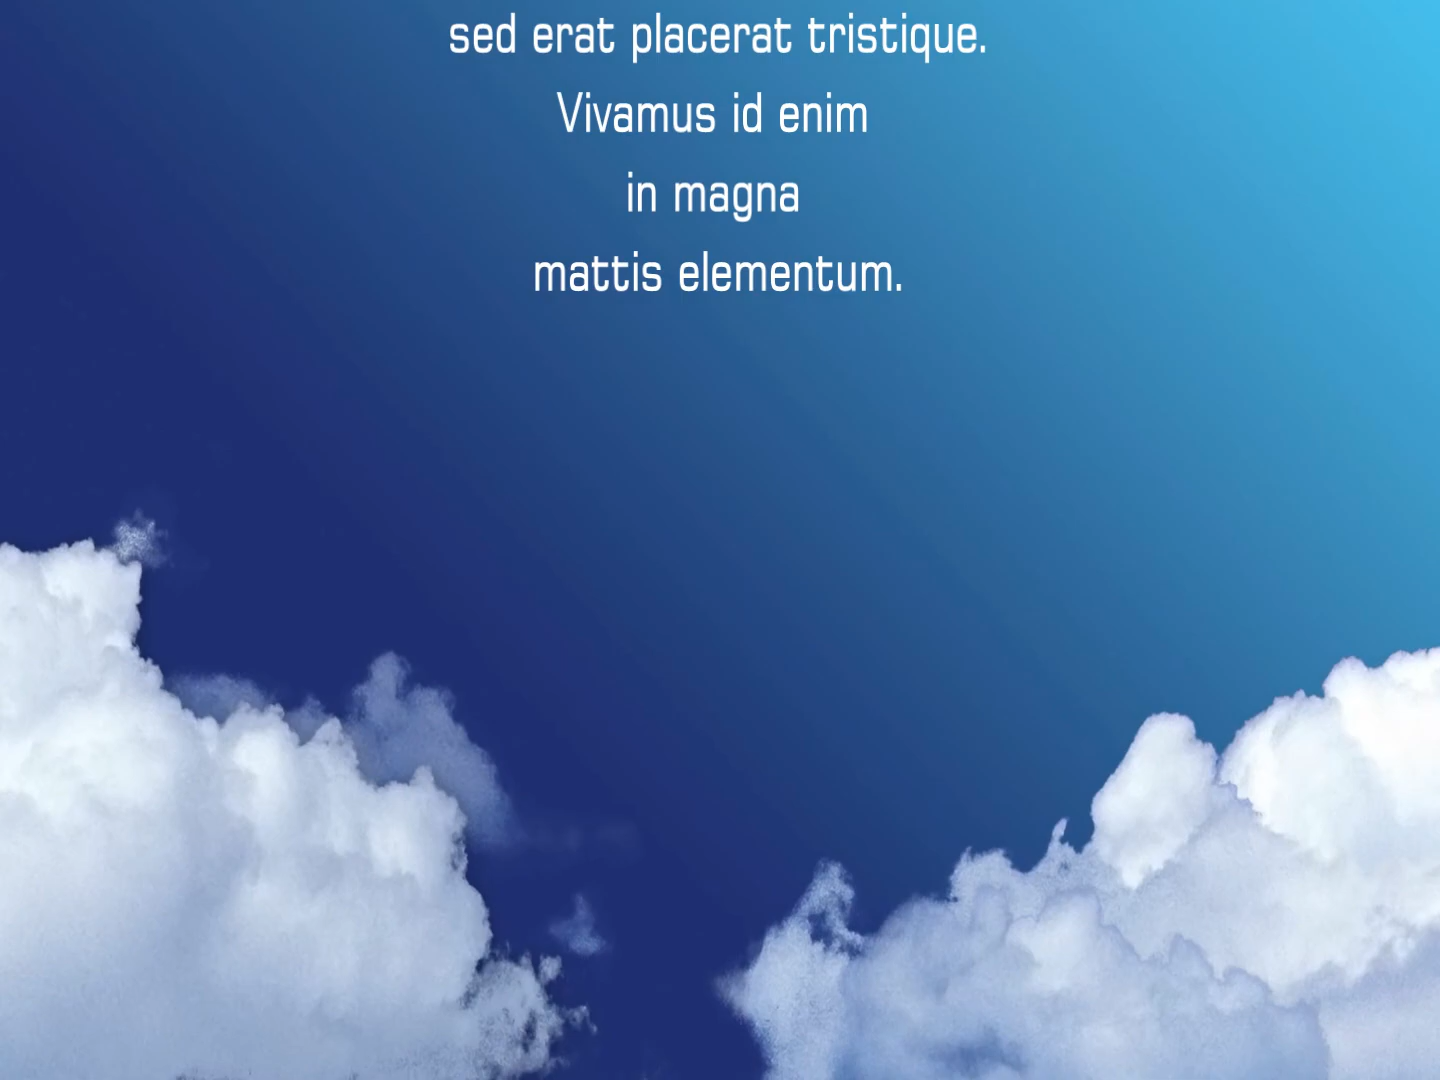 sed erat placerat tristique.
Vivamus id enim
in magna
mattis elementum.